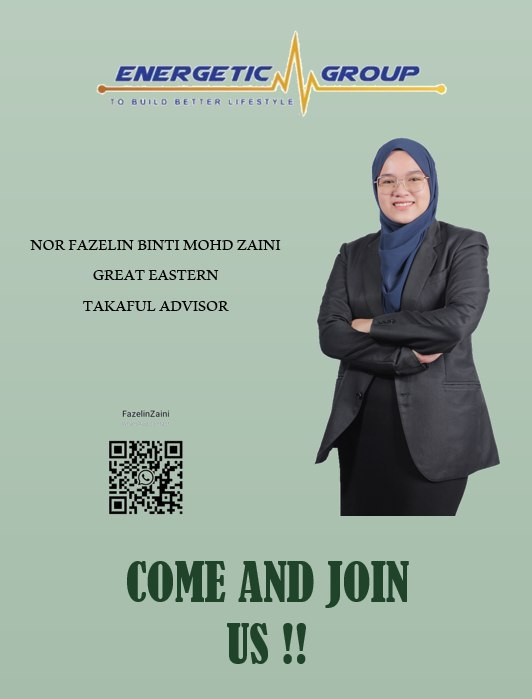 ENERGETIC GROUP
TO BUILD BETTER LIFESTYLE
NOR FAZELIN BINTI MOHD ZAINI
GREAT EASTERN
TAKAFUL ADVISOR
FazelinZaini
COME AND JOIN
US !!